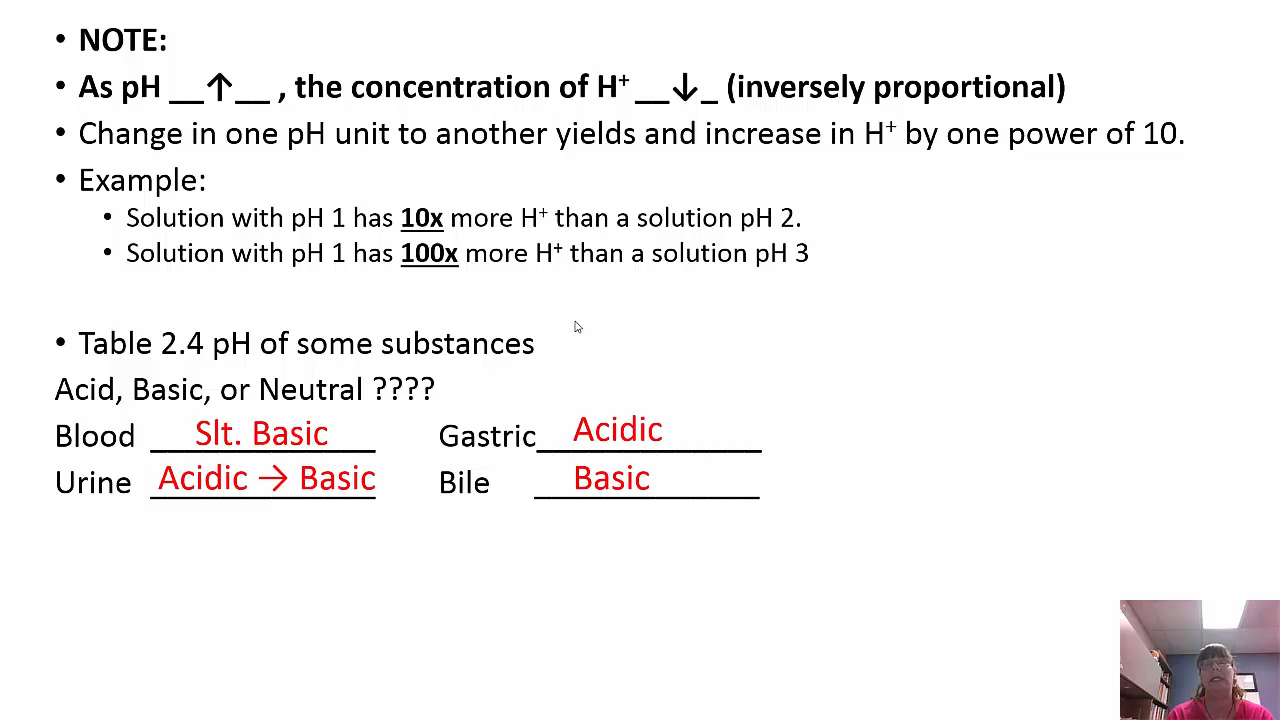 • NOTE:
• As pH __↑__ , the concentration of H⁺ __↓_ (inversely proportional)
• Change in one pH unit to another yields and increase in H⁺ by one power of 10.
• Example:
• Solution with pH 1 has 10x more H⁺ than a solution pH 2.
• Solution with pH 1 has 100x more H⁺ than a solution pH 3
• Table 2.4 pH of some substances
Acid, Basic, or Neutral ????
Blood Slt. Basic Gastric Acidic
Urine Acidic → Basic Bile Basic